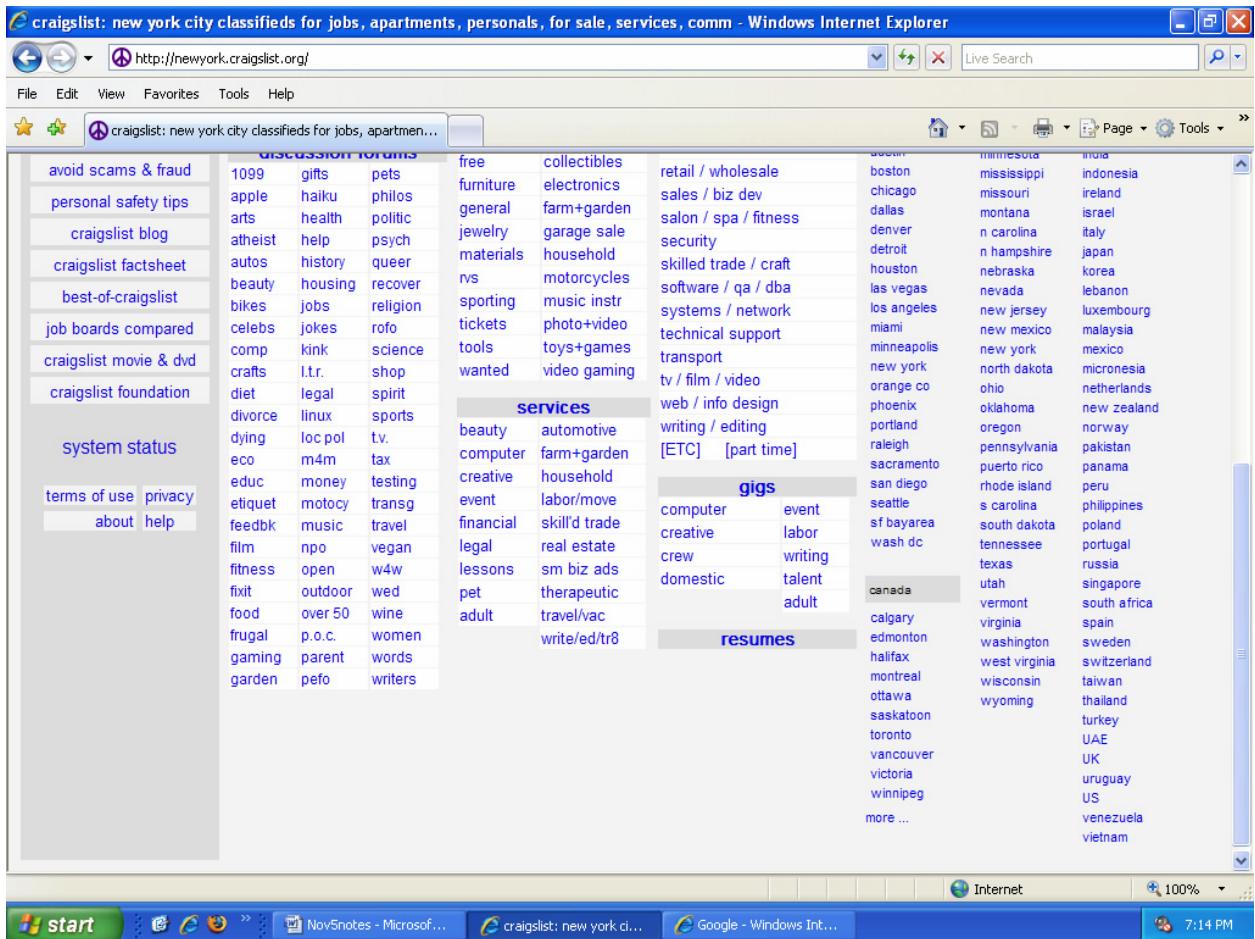 craigslist: new york city classifieds for jobs, apartments, personals, for sale, services, comm - Windows Internet Explorer
http://newyork.craigslist.org/
Live Search
File Edit View Favorites Tools Help
craigslist: new york city classifieds for jobs, apartmen...
Page Tools
avoid scams & fraud
personal safety tips
craigslist blog
craigslist factsheet
best-of-craigslist
job boards compared
craigslist movie & dvd
craigslist foundation
system status
terms of use privacy
about help
discussion forums
1099 gifts pets
apple haiku philos
arts health politic
atheist help psych
autos history queer
beauty housing recover
bikes jobs religion
celebs jokes rofo
comp kink science
crafts l.t.r. shop
diet legal spirit
divorce linux sports
dying loc pol t.v.
eco m4m tax
educ money testing
etiquet motocy transg
feedbk music travel
film npo vegan
fitness open w4w
fixit outdoor wed
food over 50 wine
frugal p.o.c. women
gaming parent words
garden pefo writers
free collectibles
furniture electronics
general farm+garden
jewelry garage sale
materials household
rvs motorcycles
sporting music instr
tickets photo+video
tools toys+games
wanted video gaming
services
beauty automotive
computer farm+garden
creative household
event labor/move
financial skill'd trade
legal real estate
lessons sm biz ads
pet therapeutic
adult travel/vac
write/ed/tr8
retail / wholesale
sales / biz dev
salon / spa / fitness
security
skilled trade / craft
software / qa / dba
systems / network
technical support
transport
tv / film / video
web / info design
writing / editing
[ETC] [part time]
gigs
computer event
creative labor
crew writing
domestic talent
adult
resumes
austin
boston
chicago
dallas
denver
detroit
houston
las vegas
los angeles
miami
minneapolis
new york
orange co
phoenix
portland
raleigh
sacramento
san diego
seattle
sf bayarea
wash dc
canada
calgary
edmonton
halifax
montreal
ottawa
saskatoon
toronto
vancouver
victoria
winnipeg
more ...
minnesota
mississippi
missouri
montana
n carolina
n hampshire
nebraska
nevada
new jersey
new mexico
new york
north dakota
ohio
oklahoma
oregon
pennsylvania
puerto rico
rhode island
s carolina
south dakota
tennessee
texas
utah
vermont
virginia
washington
west virginia
wisconsin
wyoming
india
indonesia
ireland
israel
italy
japan
korea
lebanon
luxembourg
malaysia
mexico
micronesia
netherlands
new zealand
norway
pakistan
panama
peru
philippines
poland
portugal
russia
singapore
south africa
spain
sweden
switzerland
taiwan
thailand
turkey
UAE
UK
uruguay
US
venezuela
vietnam
Internet 100%
start Nov5notes - Microsof... craigslist: new york ci... Google - Windows Int... 7:14 PM